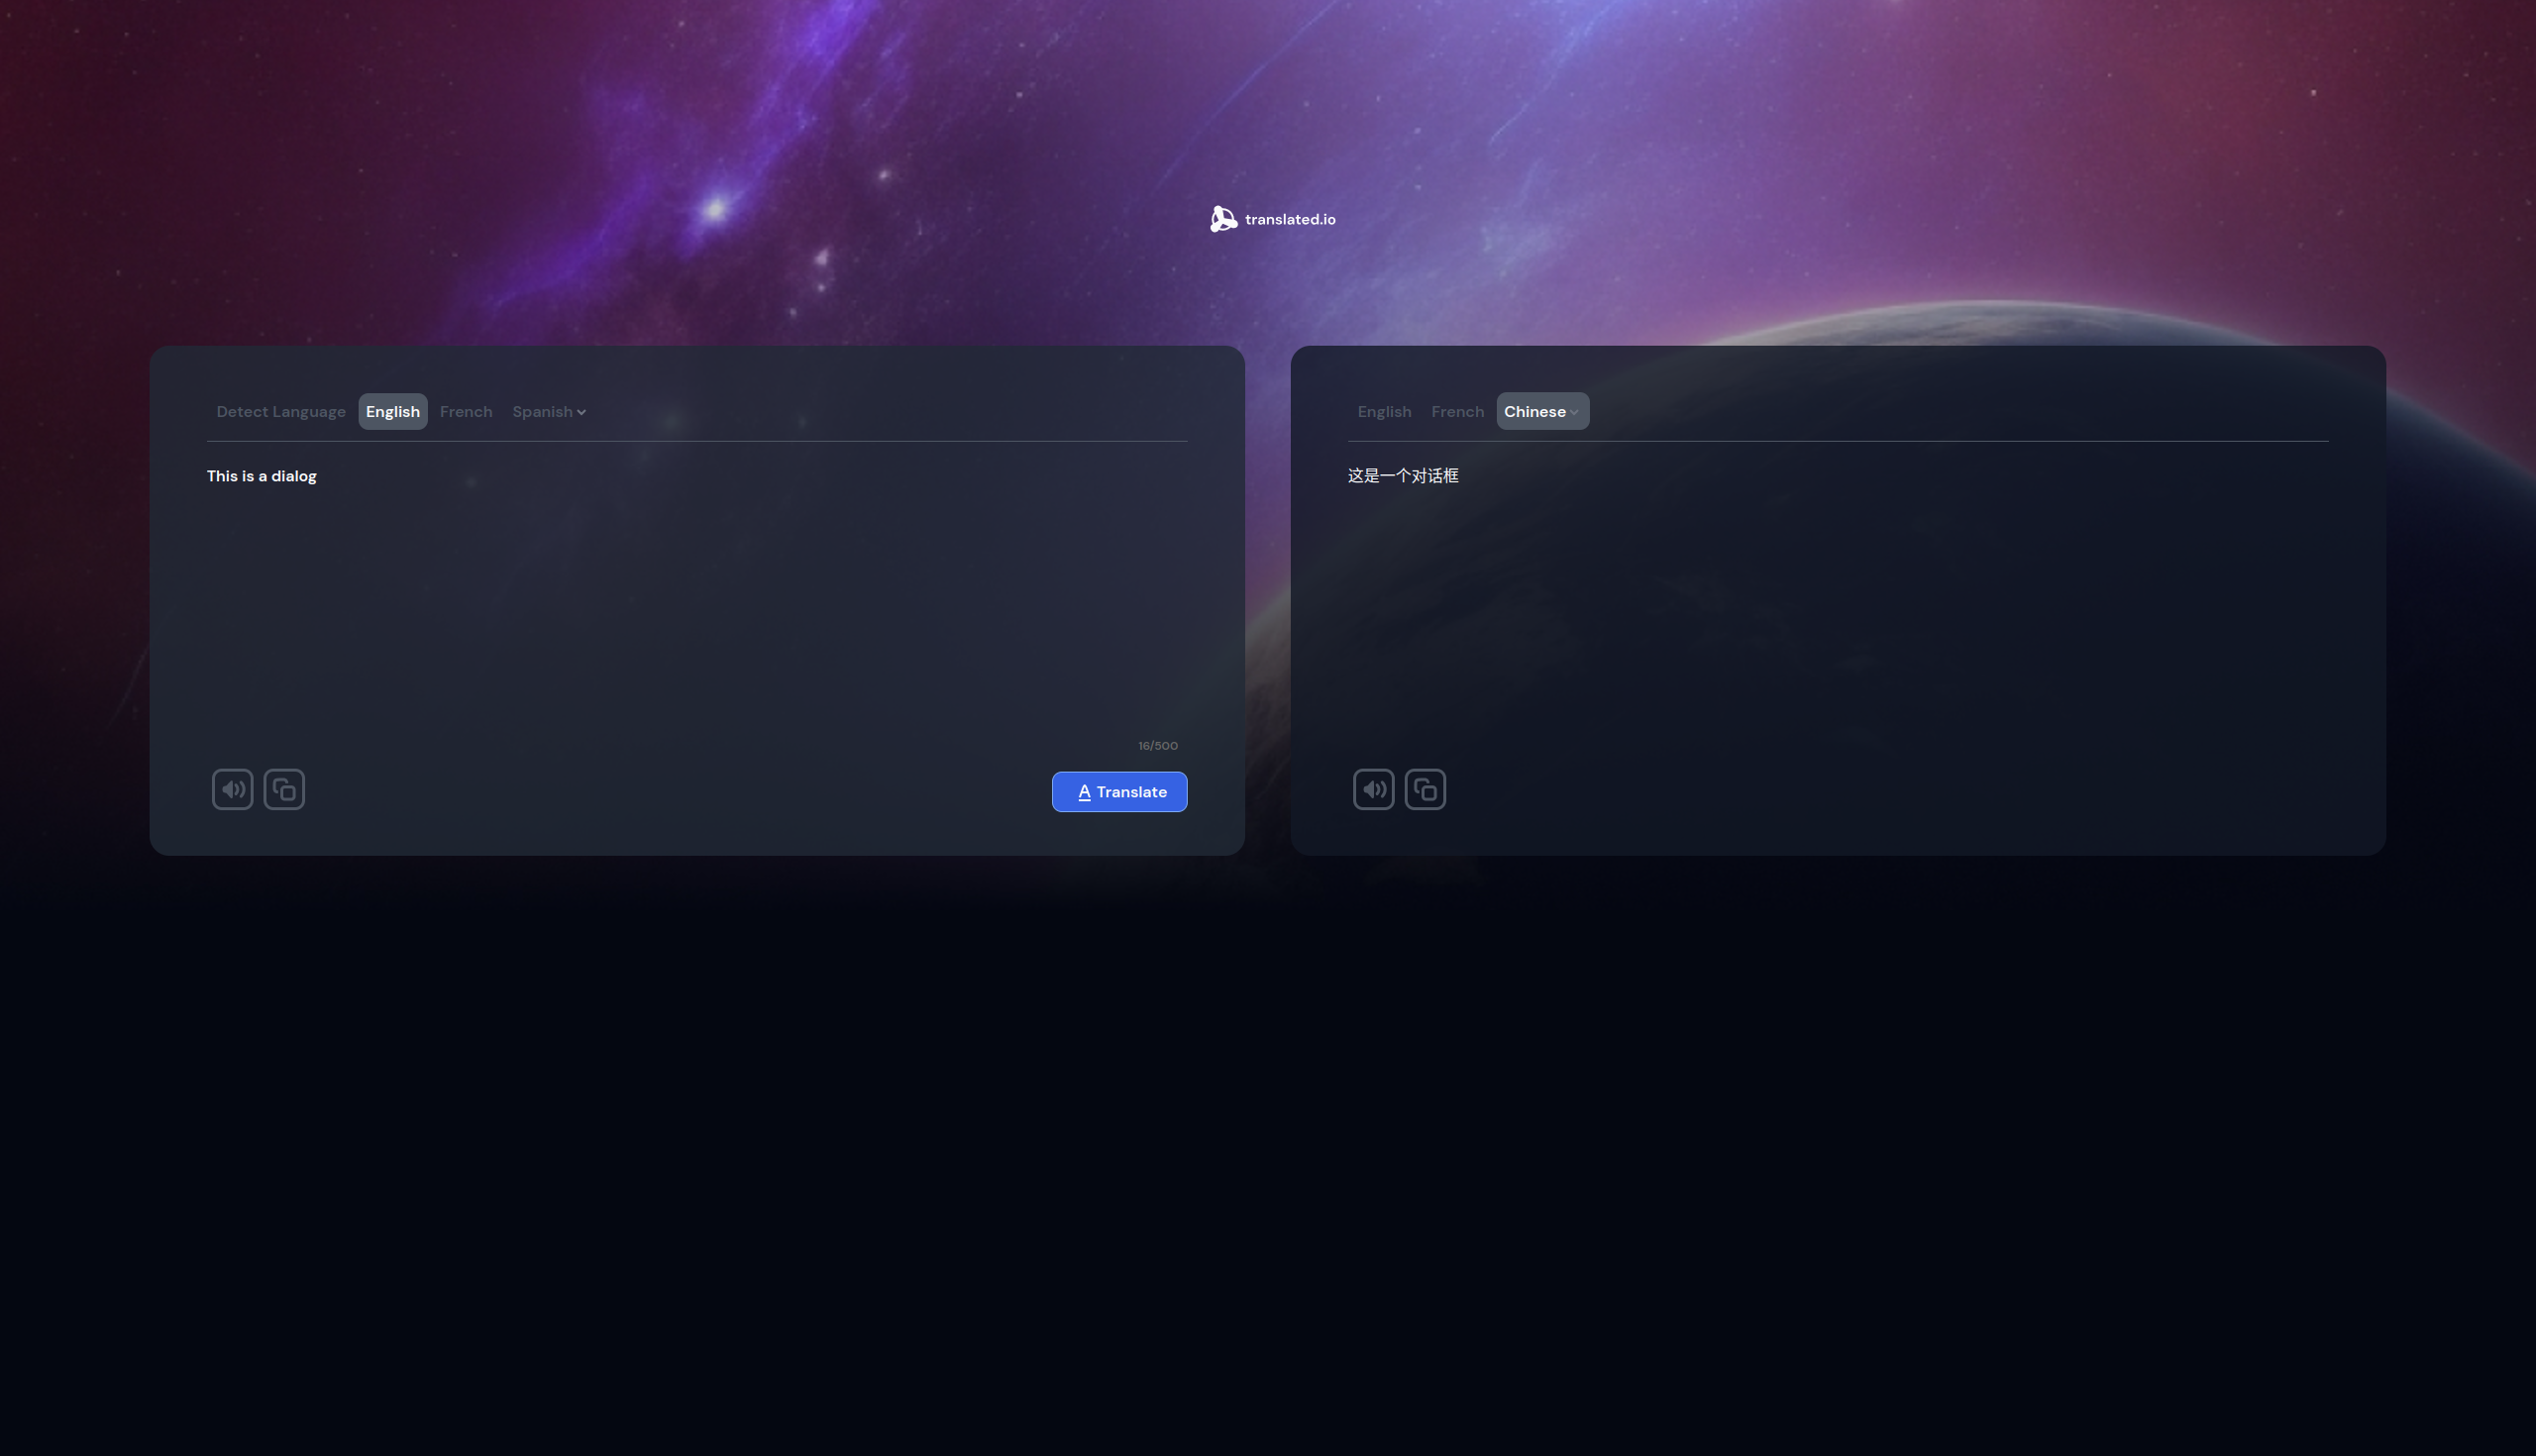 translated.io
Detect Language English French Spanish
This is a dialog
16/500
Translate
English French Chinese
这是一个对话框